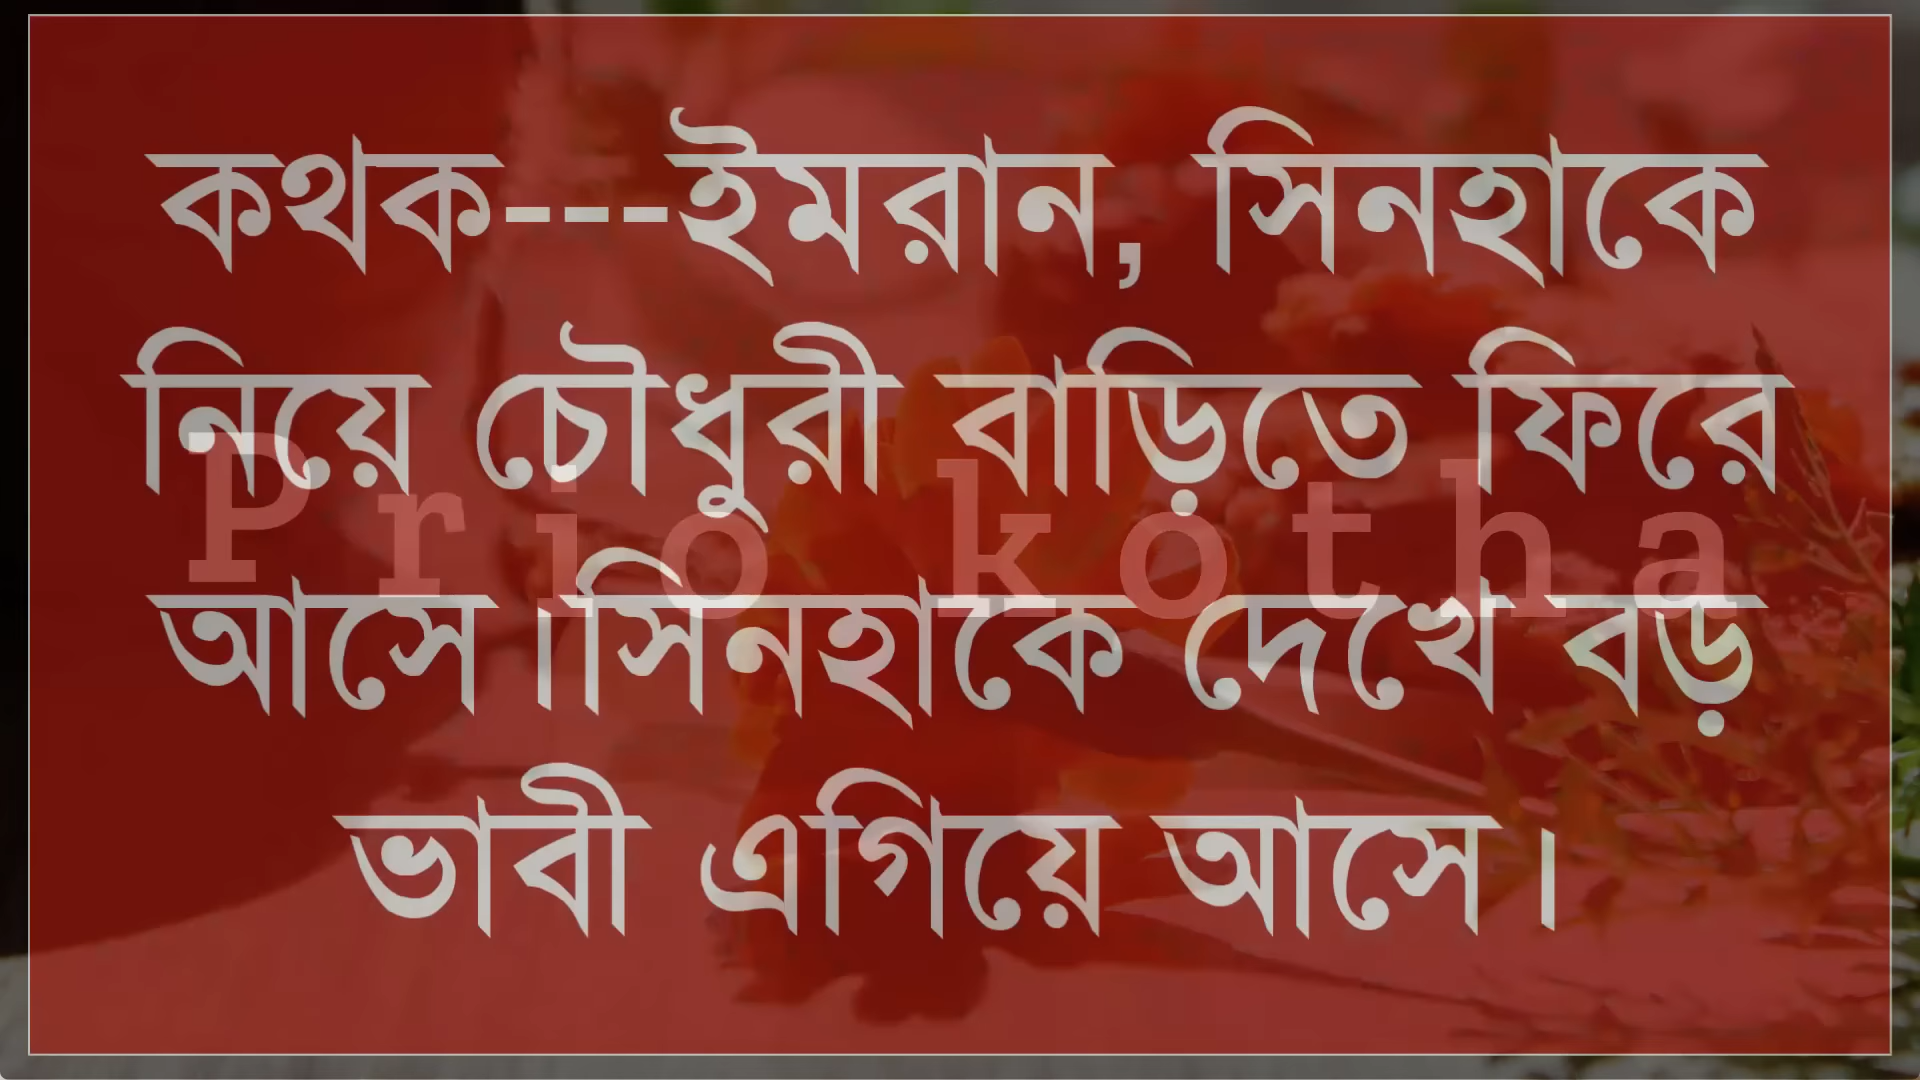 কথক---ইমরান, সিনহাকে
নিয়ে চৌধুরী বাড়িতে ফিরে
Prio kotha
আসে।সিনহাকে দেখে বড়
ভাবী এগিয়ে আসে।